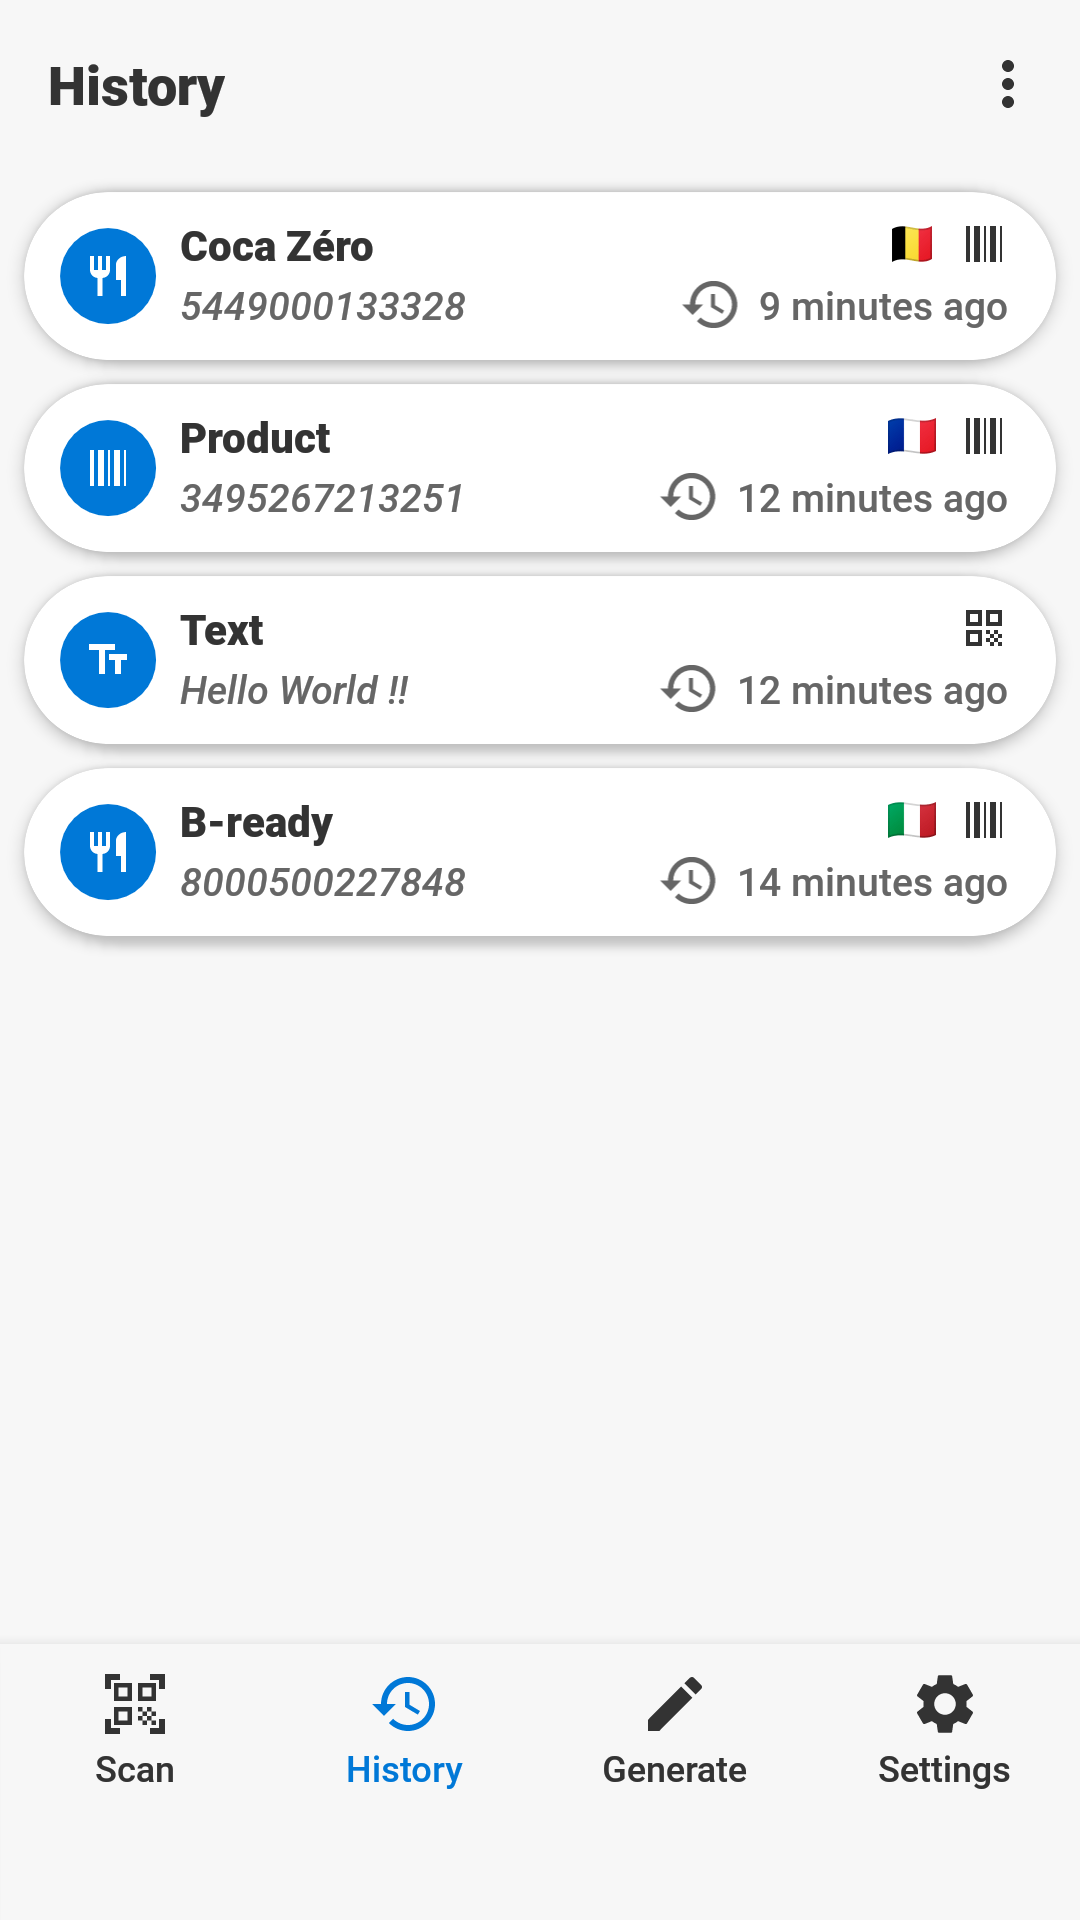 History
Coca Zéro
5449000133328
9 minutes ago
Product
3495267213251
12 minutes ago
Text
Hello World !!
12 minutes ago
B-ready
8000500227848
14 minutes ago
Scan
History
Generate
Settings